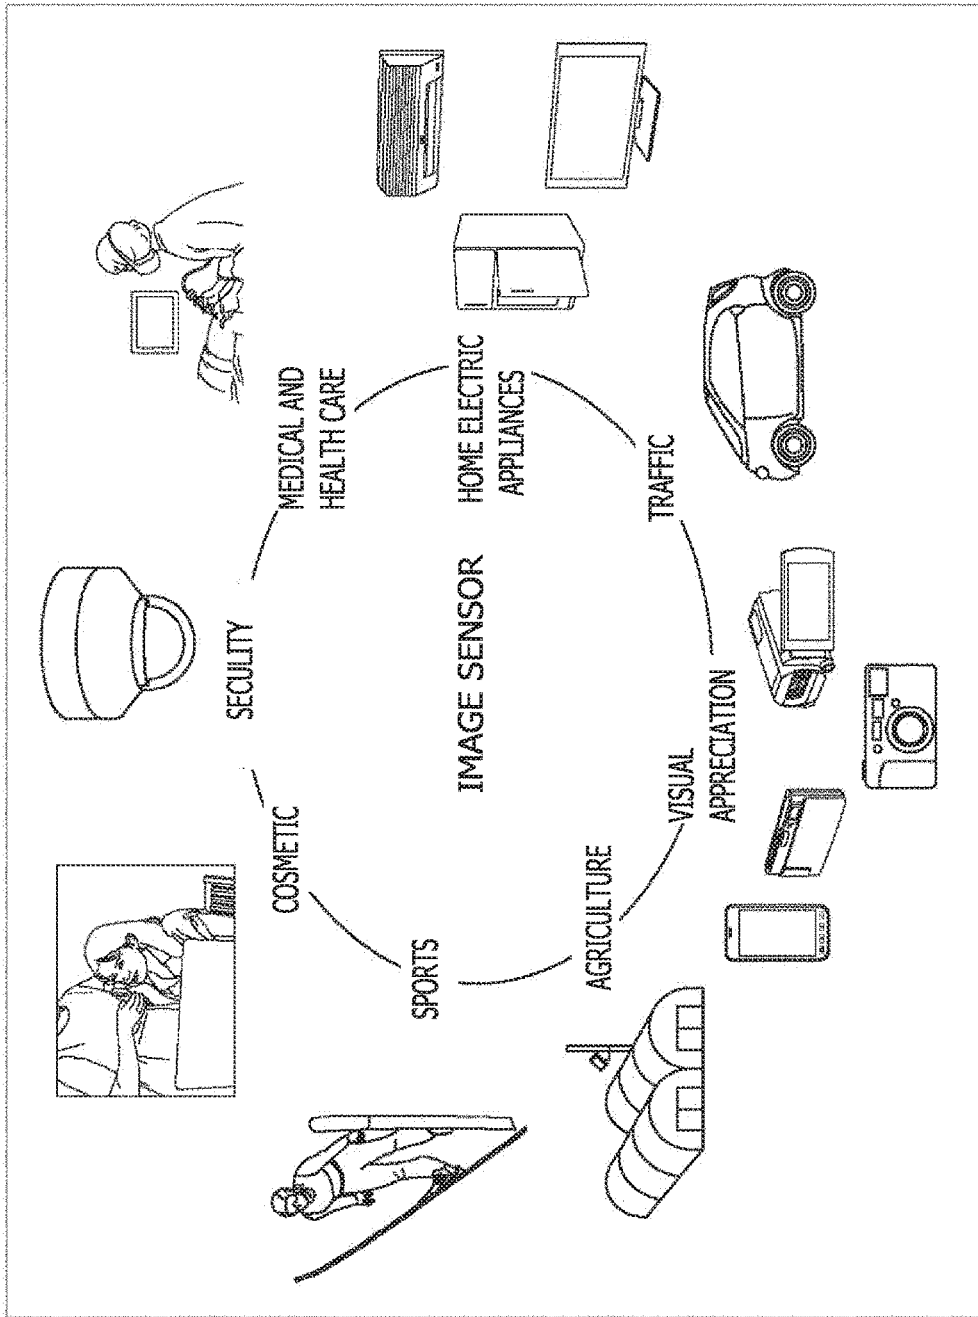 SECULITY
COSMETIC
MEDICAL AND
HEALTH CARE
SPORTS
IMAGE SENSOR
HOME ELECTRIC
APPLIANCES
AGRICULTURE
TRAFFIC
VISUAL
APPRECIATION